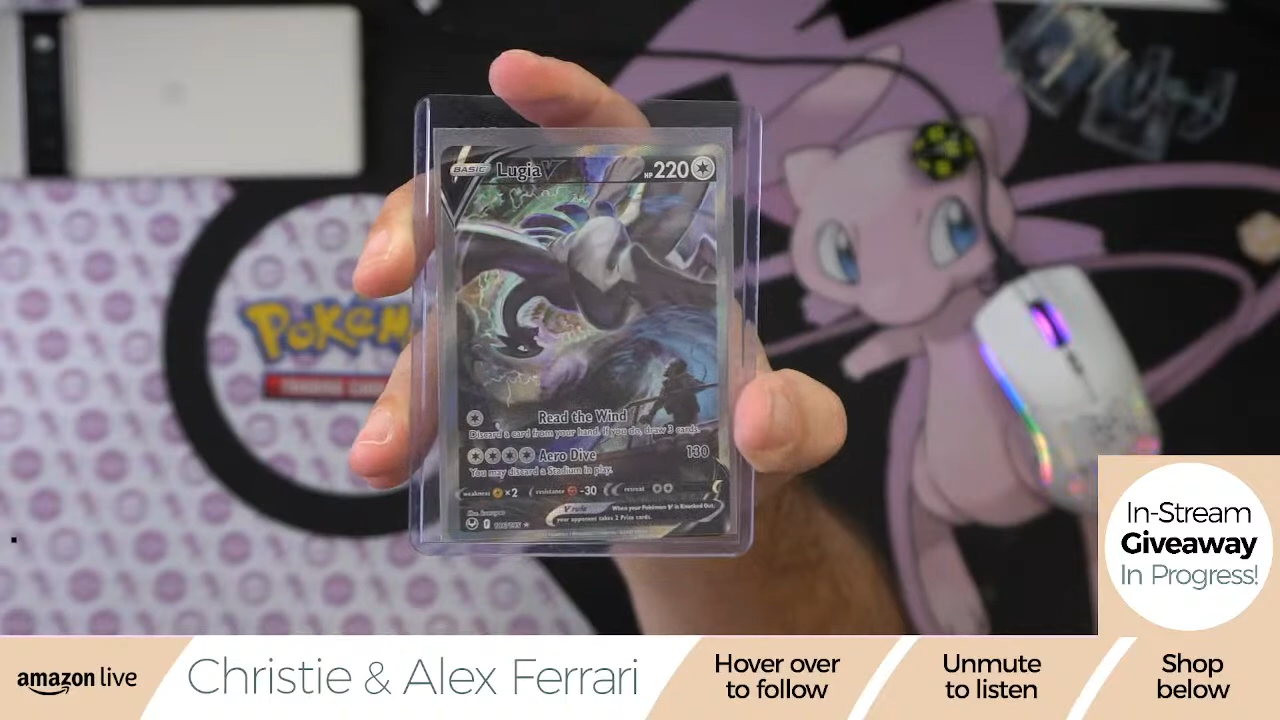 BASIC Lugia V HP 220
POKéM
TRADING CARD
Read the Wind
Discard a card from your hand. If you do, draw 3 cards.
Aero Dive 130
You may discard a Stadium in play.
weakness ×2 resistance -30 retreat
V rule When your Pokémon V is Knocked Out,
your opponent takes 2 Prize cards.
In-Stream
Giveaway
In Progress!
amazon live
Christie & Alex Ferrari
Hover over
to follow
Unmute
to listen
Shop
below